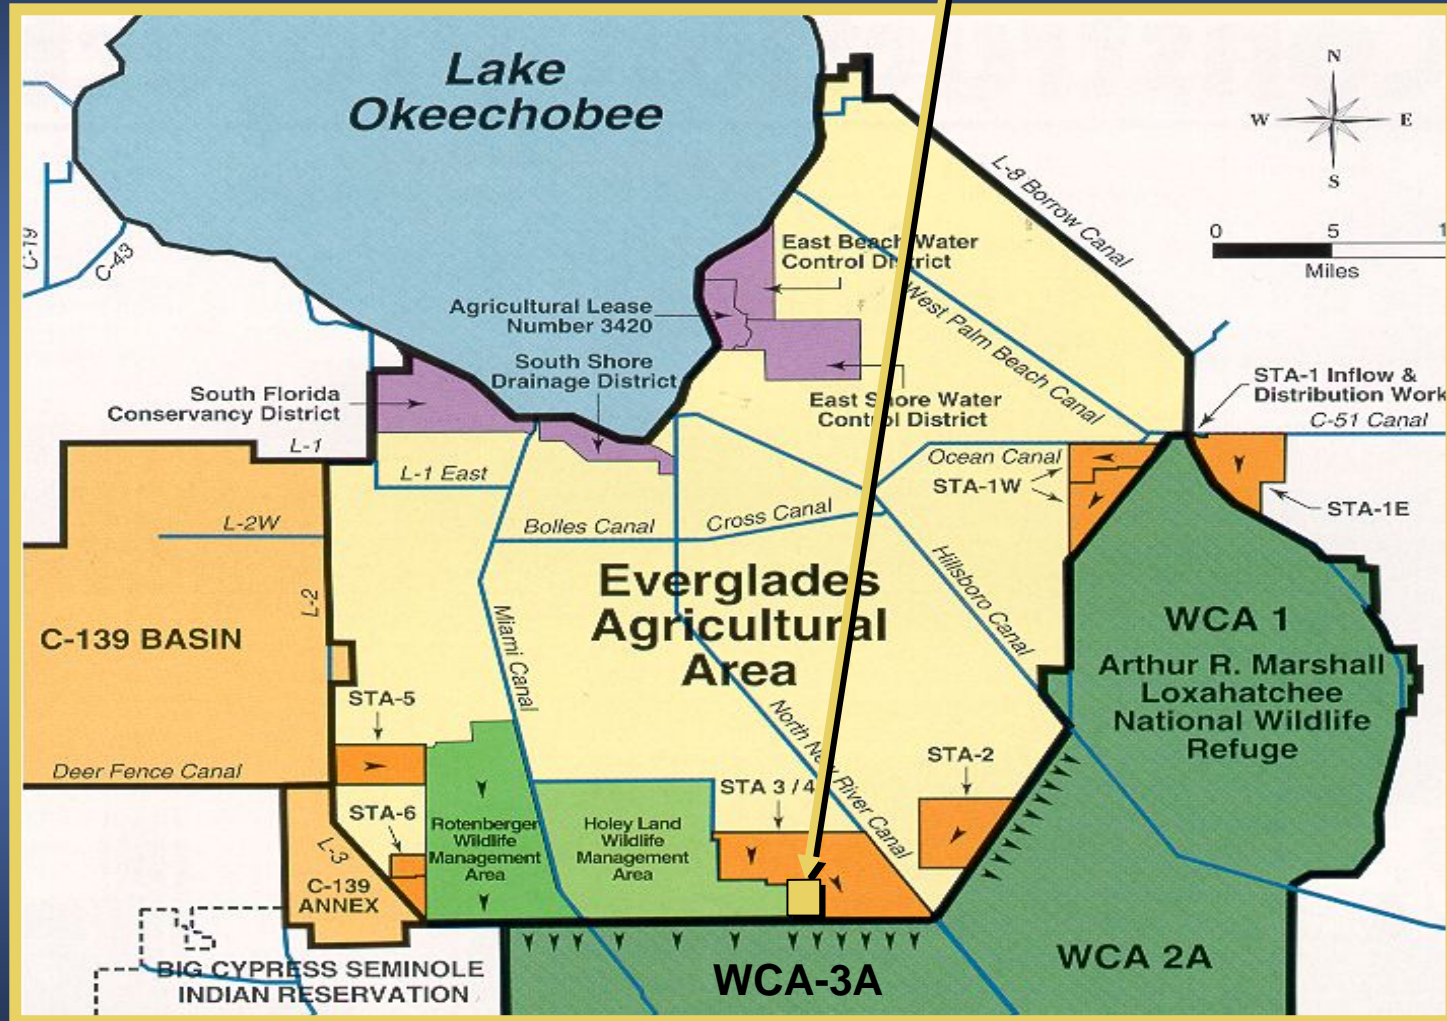 Lake
Okeechobee
N
W
E
S
0 5 1
Miles
L-8 Borrow Canal
C-19
C-43
East Beach Water
Control District
Agricultural Lease
Number 3420
West Palm Beach Canal
South Shore
Drainage District
South Florida
Conservancy District
East Shore Water
Control District
STA-1 Inflow &
Distribution Work
C-51 Canal
L-1
L-1 East
Ocean Canal
STA-1W
STA-1E
L-2W
Bolles Canal
Cross Canal
Hillsboro Canal
L-2
Everglades
Agricultural
Area
Miami Canal
C-139 BASIN
WCA 1
Arthur R. Marshall
Loxahatchee
National Wildlife
Refuge
STA-5
North New River Canal
STA-2
Deer Fence Canal
STA 3 / 4
STA-6
Rotenberger
Wildlife
Management
Area
Holey Land
Wildlife
Management
Area
L-3
C-139
ANNEX
BIG CYPRESS SEMINOLE
INDIAN RESERVATION
WCA-3A
WCA 2A